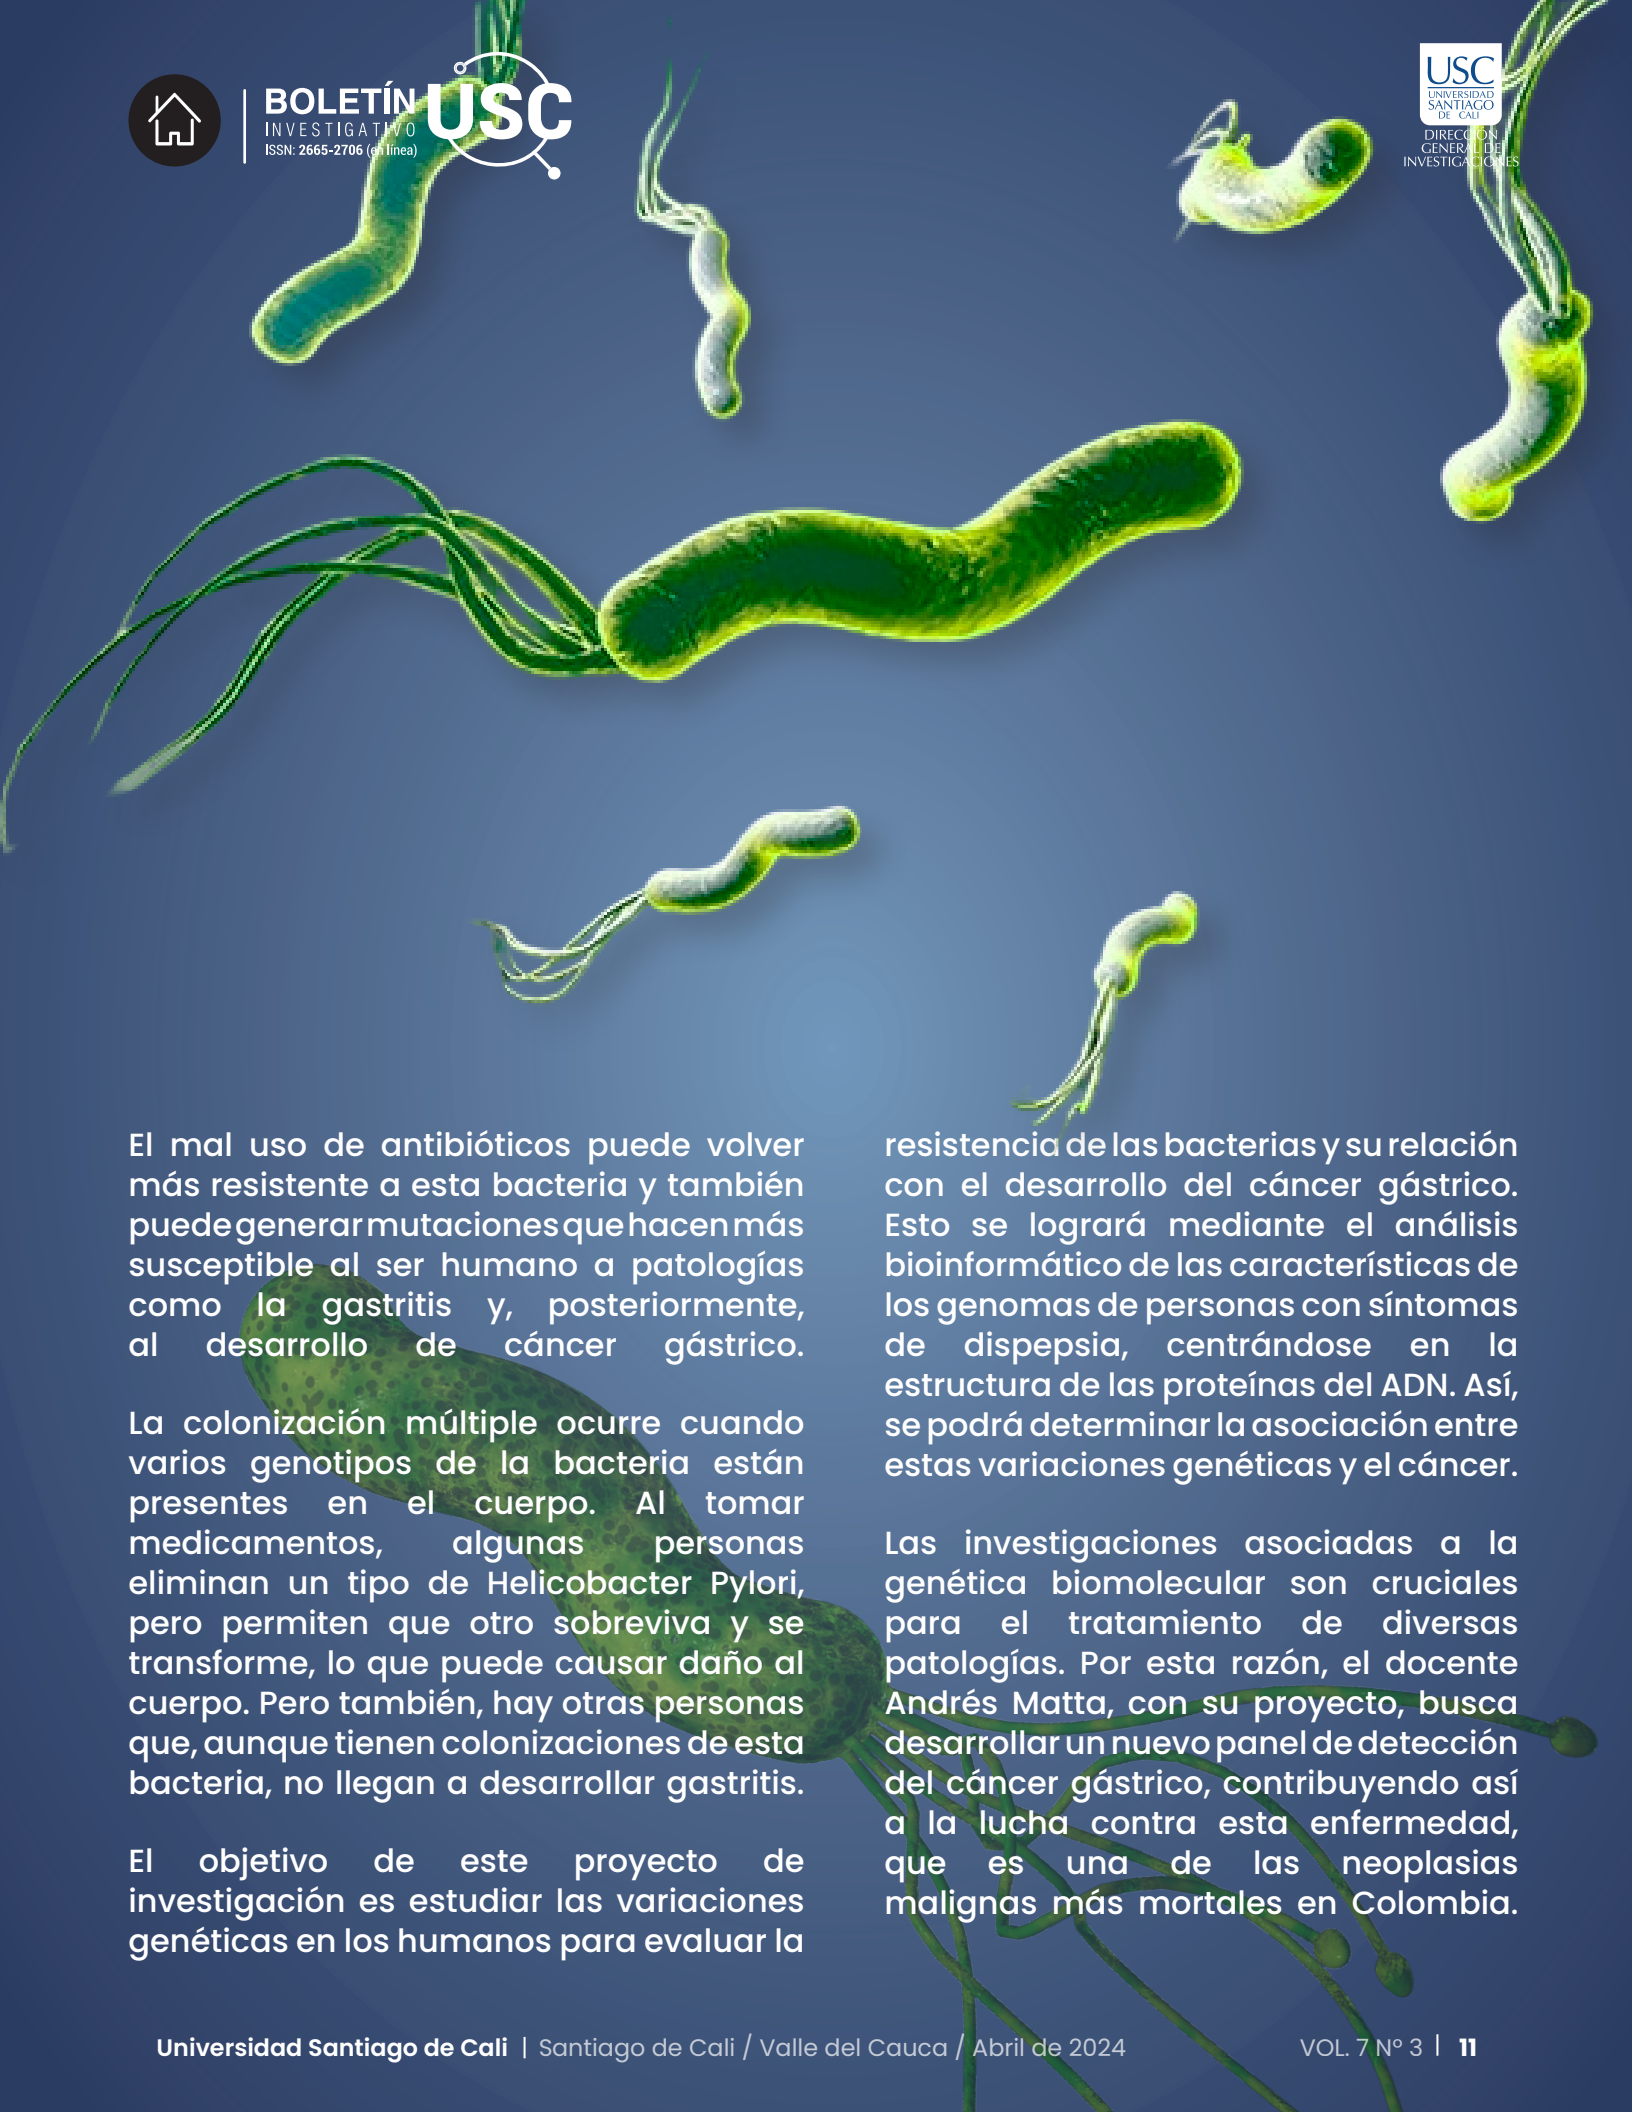 BOLETÍN
INVESTIGATIVO
ISSN: 2665-2706 (en línea)
USC
USC
UNIVERSIDAD
SANTIAGO
DE CALI
DIRECCIÓN
GENERAL DE
INVESTIGACIONES
El mal uso de antibióticos puede volver
más resistente a esta bacteria y también
puede generar mutaciones que hacen más
susceptible al ser humano a patologías
como la gastritis y, posteriormente,
al desarrollo de cáncer gástrico.
La colonización múltiple ocurre cuando
varios genotipos de la bacteria están
presentes en el cuerpo. Al tomar
medicamentos, algunas personas
eliminan un tipo de Helicobacter Pylori,
pero permiten que otro sobreviva y se
transforme, lo que puede causar daño al
cuerpo. Pero también, hay otras personas
que, aunque tienen colonizaciones de esta
bacteria, no llegan a desarrollar gastritis.
El objetivo de este proyecto de
investigación es estudiar las variaciones
genéticas en los humanos para evaluar la
resistencia de las bacterias y su relación
con el desarrollo del cáncer gástrico.
Esto se logrará mediante el análisis
bioinformático de las características de
los genomas de personas con síntomas
de dispepsia, centrándose en la
estructura de las proteínas del ADN. Así,
se podrá determinar la asociación entre
estas variaciones genéticas y el cáncer.
Las investigaciones asociadas a la
genética biomolecular son cruciales
para el tratamiento de diversas
patologías. Por esta razón, el docente
Andrés Matta, con su proyecto, busca
desarrollar un nuevo panel de detección
del cáncer gástrico, contribuyendo así
a la lucha contra esta enfermedad,
que es una de las neoplasias
malignas más mortales en Colombia.
Universidad Santiago de Cali | Santiago de Cali / Valle del Cauca / Abril de 2024
VOL. 7 Nº 3 | 11